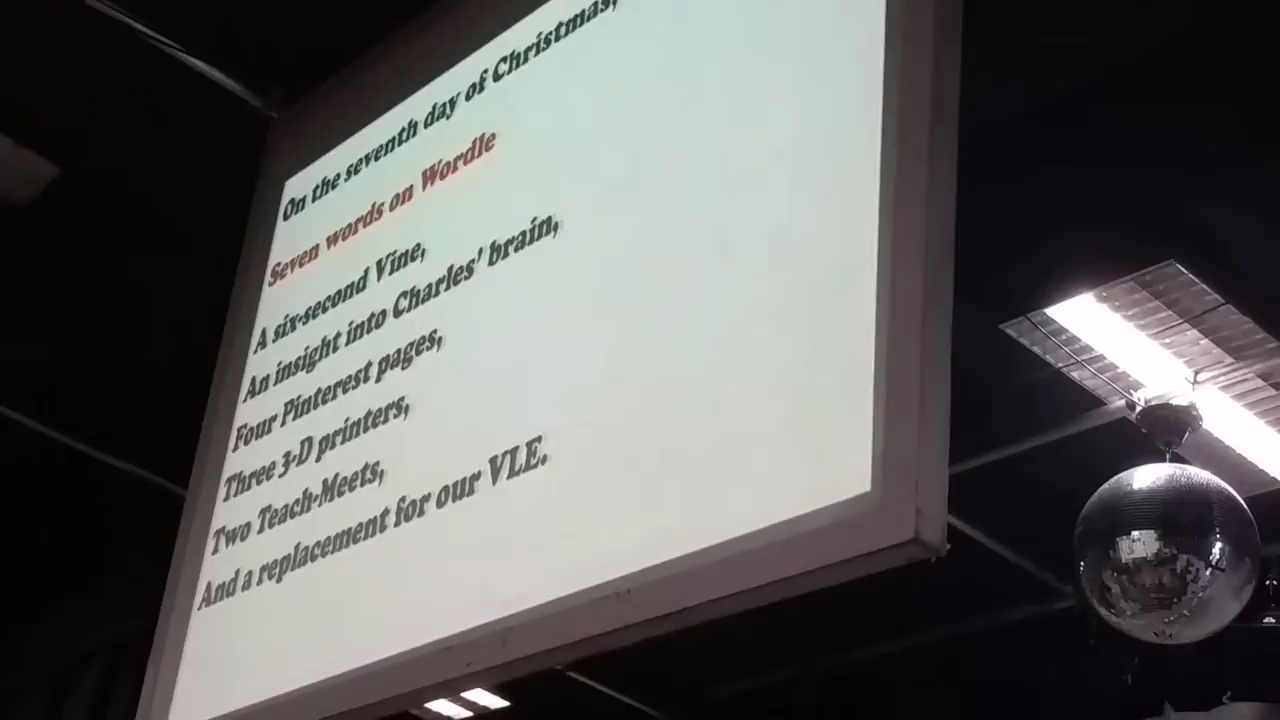 On the seventh day of Christmas,
Seven words on Wordle
A six-second Vine,
An insight into Charles' brain,
Four Pinterest pages,
Three 3-D printers,
Two Teach-Meets,
And a replacement for our VLE.